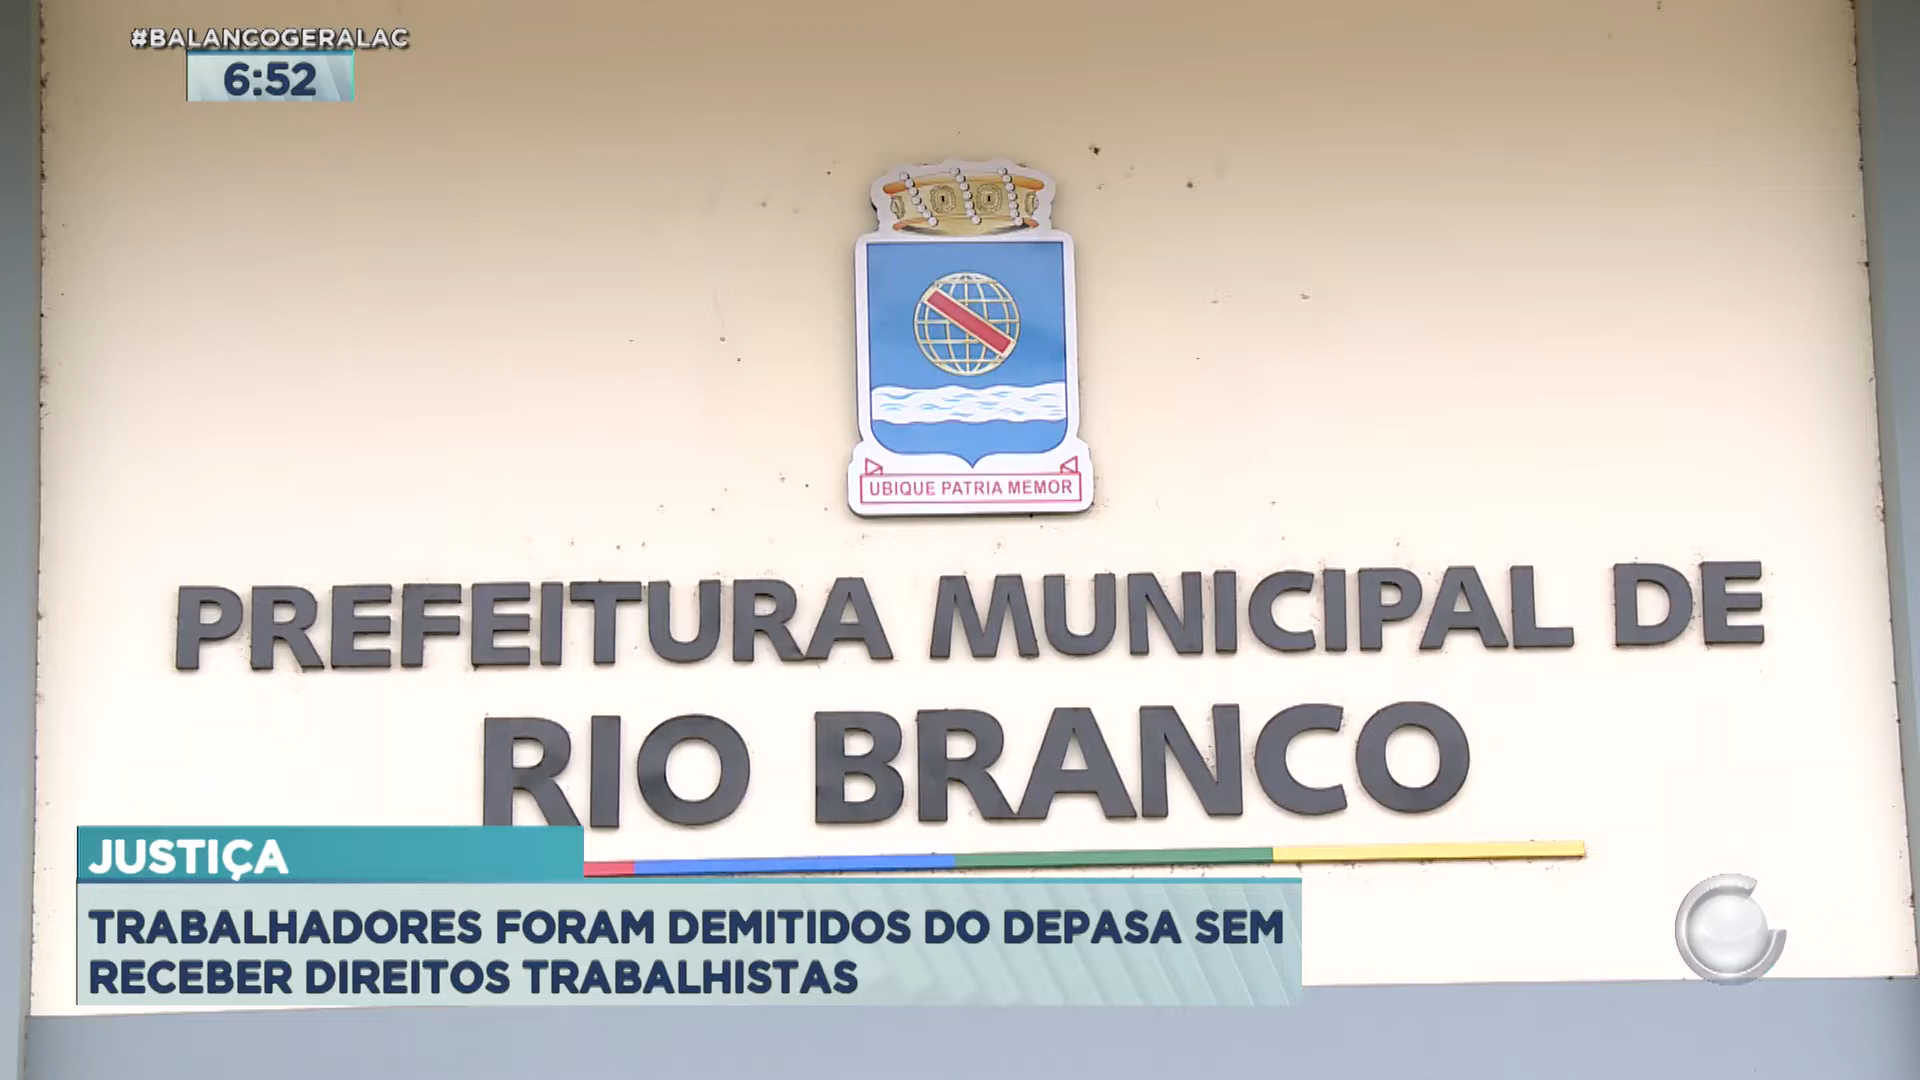 #BALANCOGERALAC
6:52
UBIQUE PATRIA MEMOR
PREFEITURA MUNICIPAL DE
RIO BRANCO
JUSTIÇA
TRABALHADORES FORAM DEMITIDOS DO DEPASA SEM
RECEBER DIREITOS TRABALHISTAS